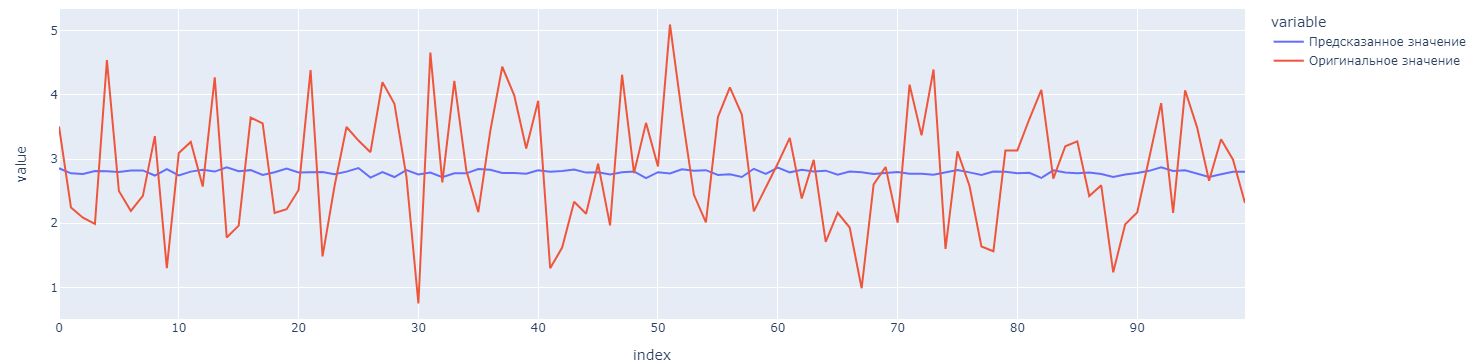 variable
Предсказанное значение
Оригинальное значение
value
5
4
3
2
1
0 10 20 30 40 50 60 70 80 90
index